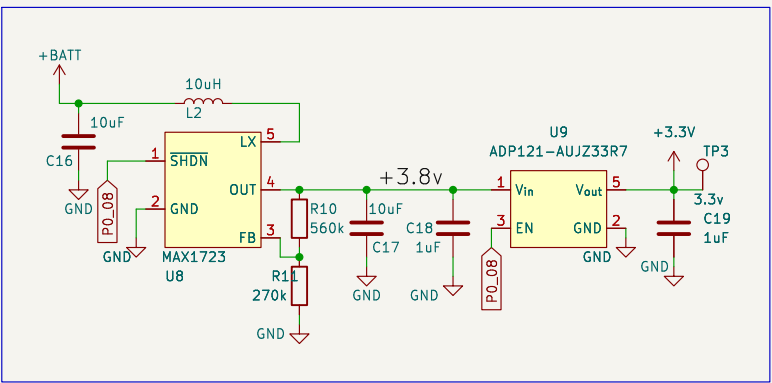 +BATT
10uH
L2
10uF
C16
GND
P0_08
1
SHDN
2
GND
GND
LX
5
OUT
4
FB
3
MAX1723
U8
R10
560k
R11
270k
GND
+3.8v
10uF
C17
GND
C18
1uF
GND
U9
ADP121-AUJZ33R7
1
Vin
3
EN
P0_08
Vout
5
GND
2
GND
+3.3V
TP3
3.3v
C19
1uF
GND